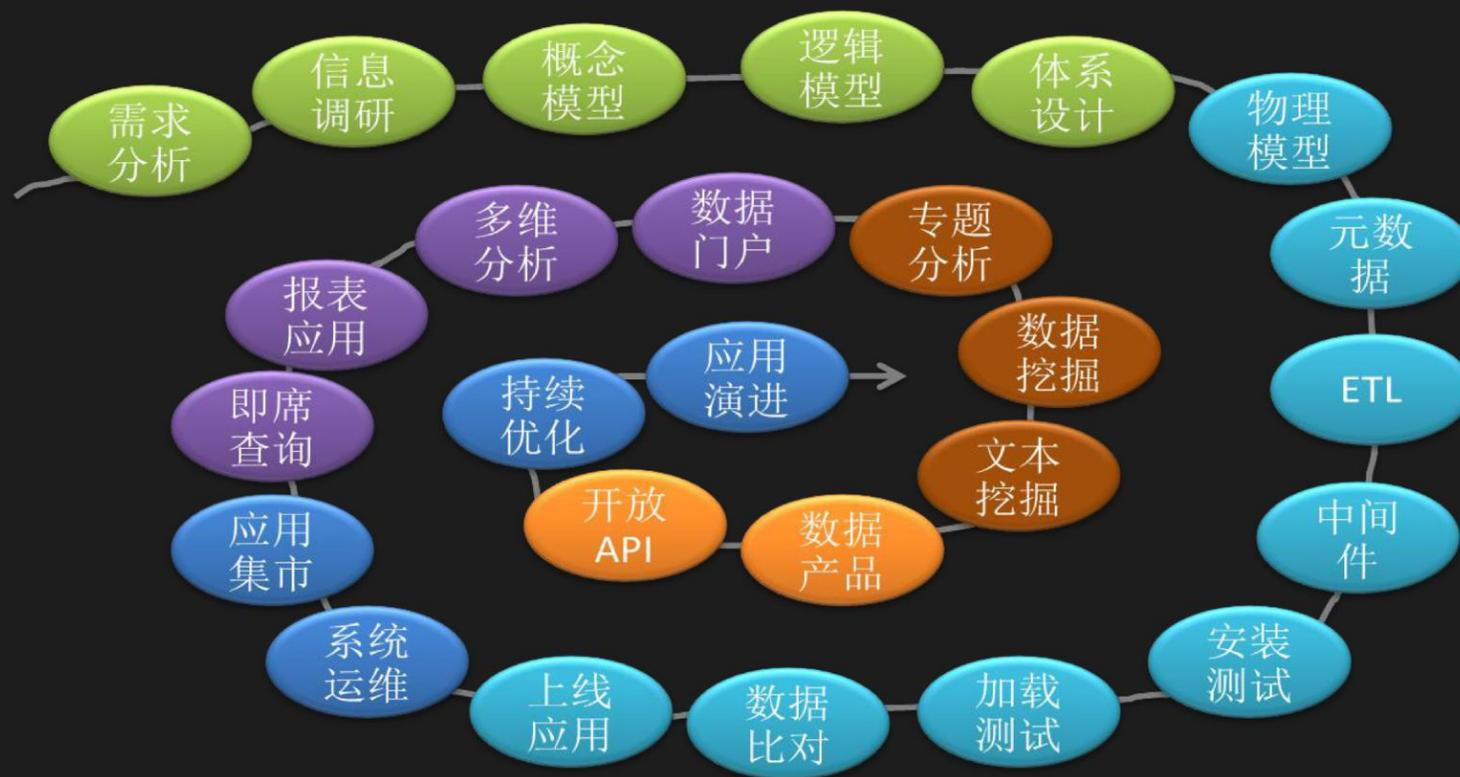 需求
分析
信息
调研
概念
模型
逻辑
模型
体系
设计
物理
模型
元数
据
ETL
中间
件
安装
测试
加载
测试
数据
比对
上线
应用
系统
运维
应用
集市
即席
查询
报表
应用
多维
分析
数据
门户
专题
分析
数据
挖掘
文本
挖掘
数据
产品
开放
API
持续
优化
应用
演进